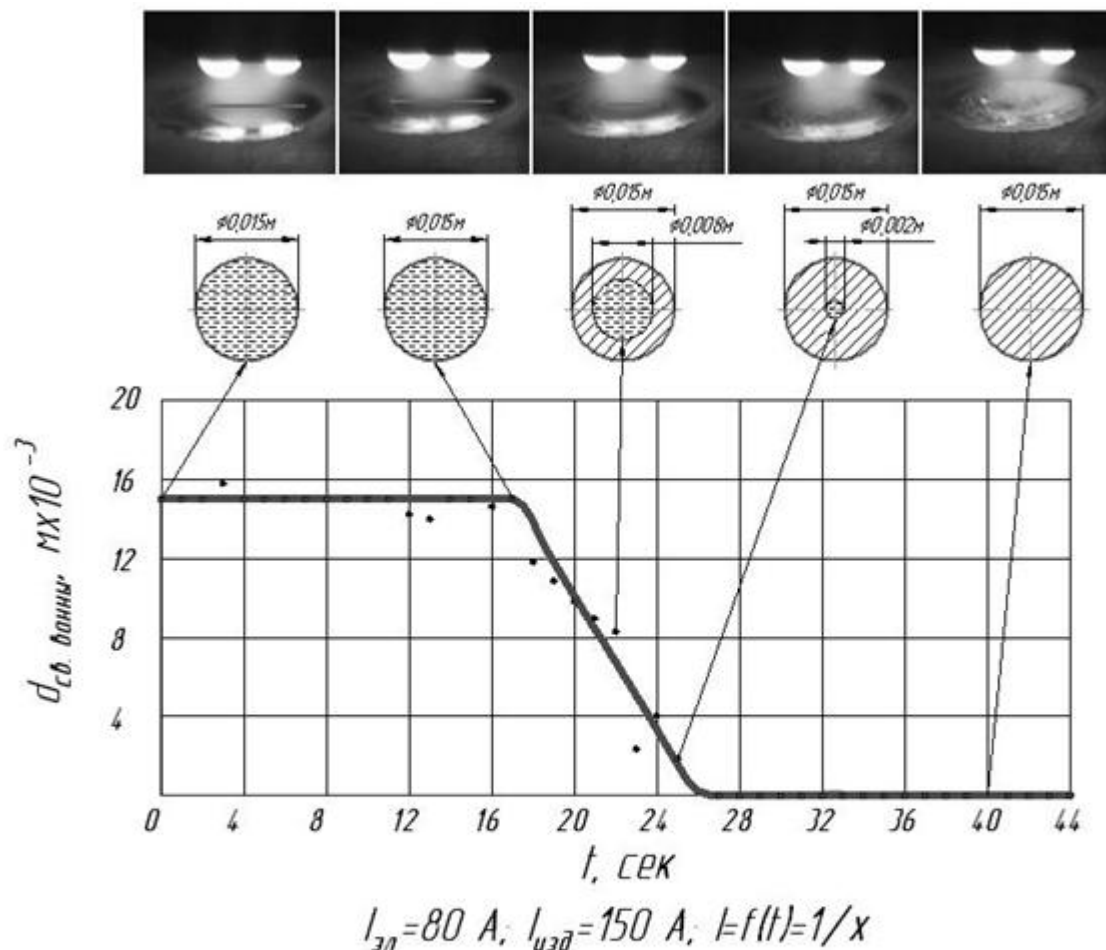 ø0,015м
ø0,015м
ø0,015м
ø0,008м
ø0,015м
ø0,002м
ø0,015м
20
16
12
8
4
dсв. ванны, мх10⁻³
0 4 8 12 16 20 24 28 32 36 40 44
t, сек
Iэл=80 А; Iизд=150 А; I=f(t)=1/x